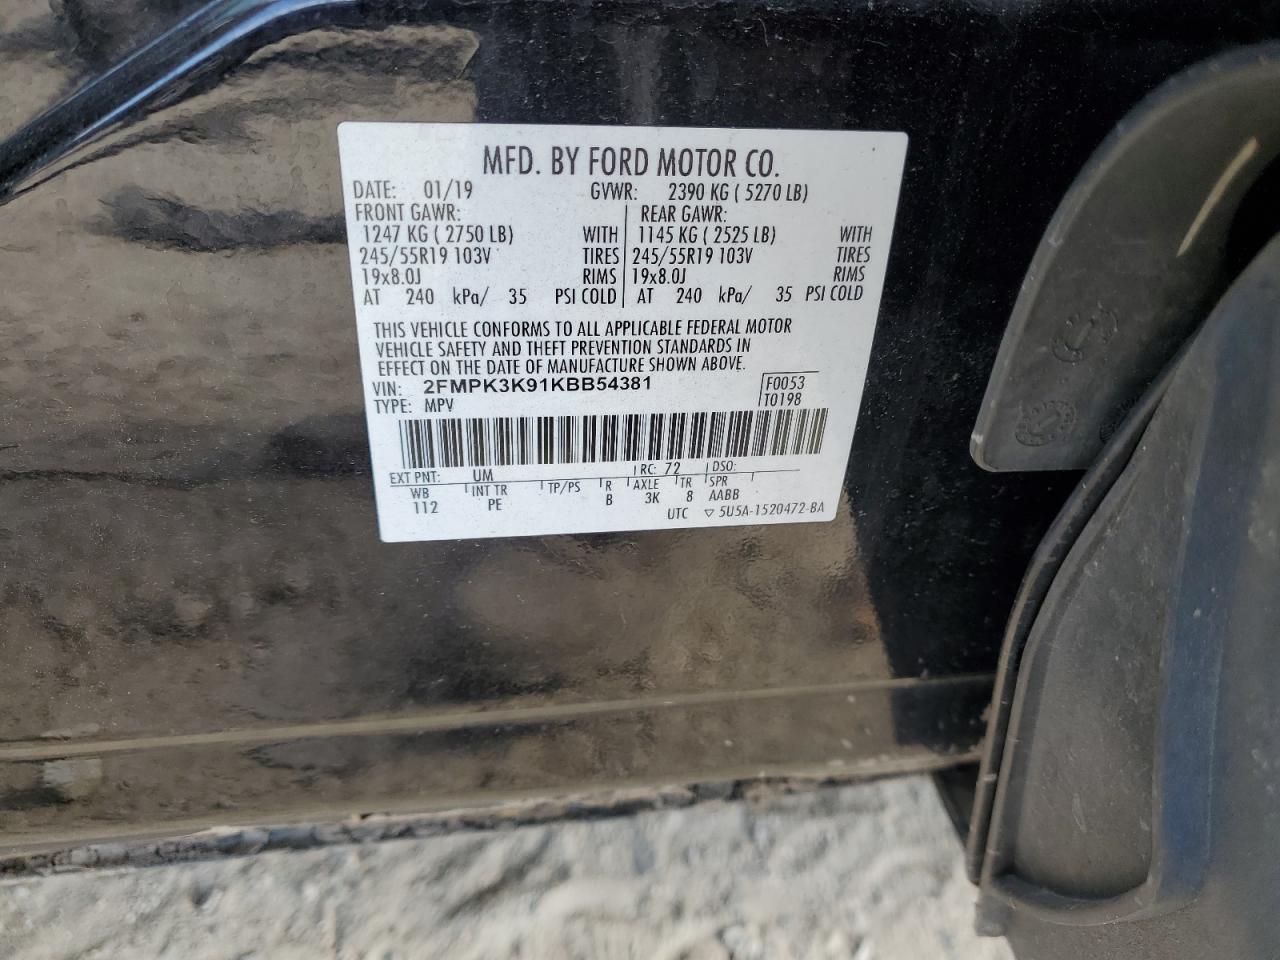 MFD. BY FORD MOTOR CO.
DATE: 01/19 GVWR: 2390 KG ( 5270 LB)
FRONT GAWR: REAR GAWR:
1247 KG ( 2750 LB) WITH 1145 KG ( 2525 LB) WITH
245/55R19 103V TIRES 245/55R19 103V TIRES
19x8.0J RIMS 19x8.0J RIMS
AT 240 kPa/ 35 PSI COLD AT 240 kPa/ 35 PSI COLD
THIS VEHICLE CONFORMS TO ALL APPLICABLE FEDERAL MOTOR
VEHICLE SAFETY AND THEFT PREVENTION STANDARDS IN
EFFECT ON THE DATE OF MANUFACTURE SHOWN ABOVE.
VIN: 2FMPK3K91KBB54381 F0053
TYPE: MPV T0198
EXT PNT: UM RC: 72 DSO:
WB INT TR TP/PS R AXLE TR SPR
112 PE B 3K 8 AABB
UTC ▽ 5U5A-1520472-BA